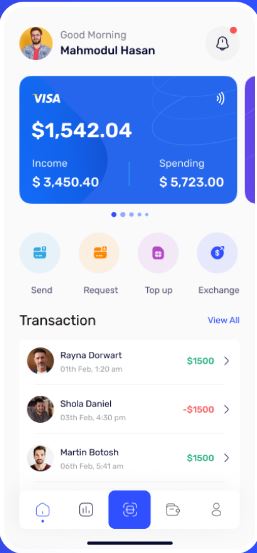 Good Morning
Mahmodul Hasan
VISA
$1,542.04
Income Spending
$ 3,450.40 $ 5,723.00
Send Request Top up Exchange
Transaction View All
Rayna Dorwart
01th Feb, 1:20 am
$1500
Shola Daniel
03th Feb, 4:30 pm
-$1500
Martin Botosh
06th Feb, 5:41 am
$1500